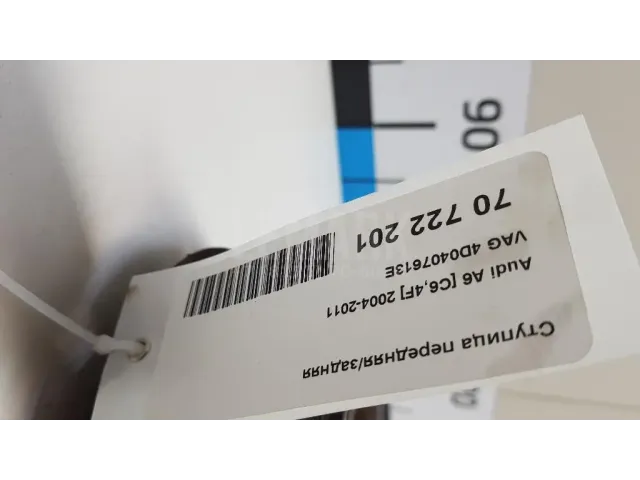 Ступица передняя/задняя
Audi A6 [C6,4F] 2004-2011
VAG 4D0407613E
70 722 201
90